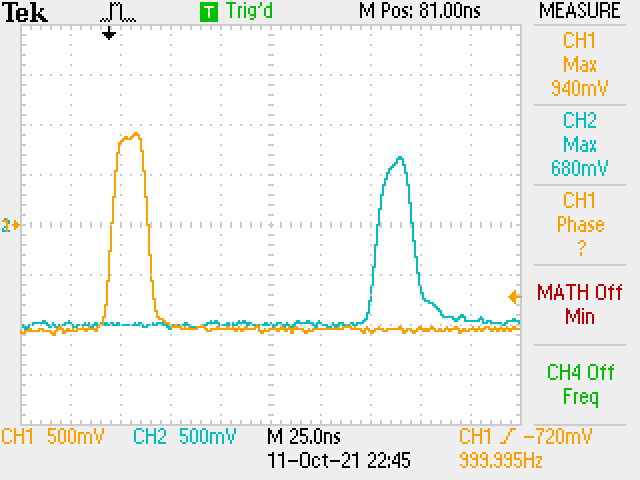 Tek T Trig'd M Pos: 81.00ns MEASURE
CH1
Max
940mV
CH2
Max
680mV
CH1
Phase
?
MATH Off
Min
CH4 Off
Freq
2
CH1 500mV CH2 500mV M 25.0ns CH1 -720mV
11-Oct-21 22:45 999.995Hz